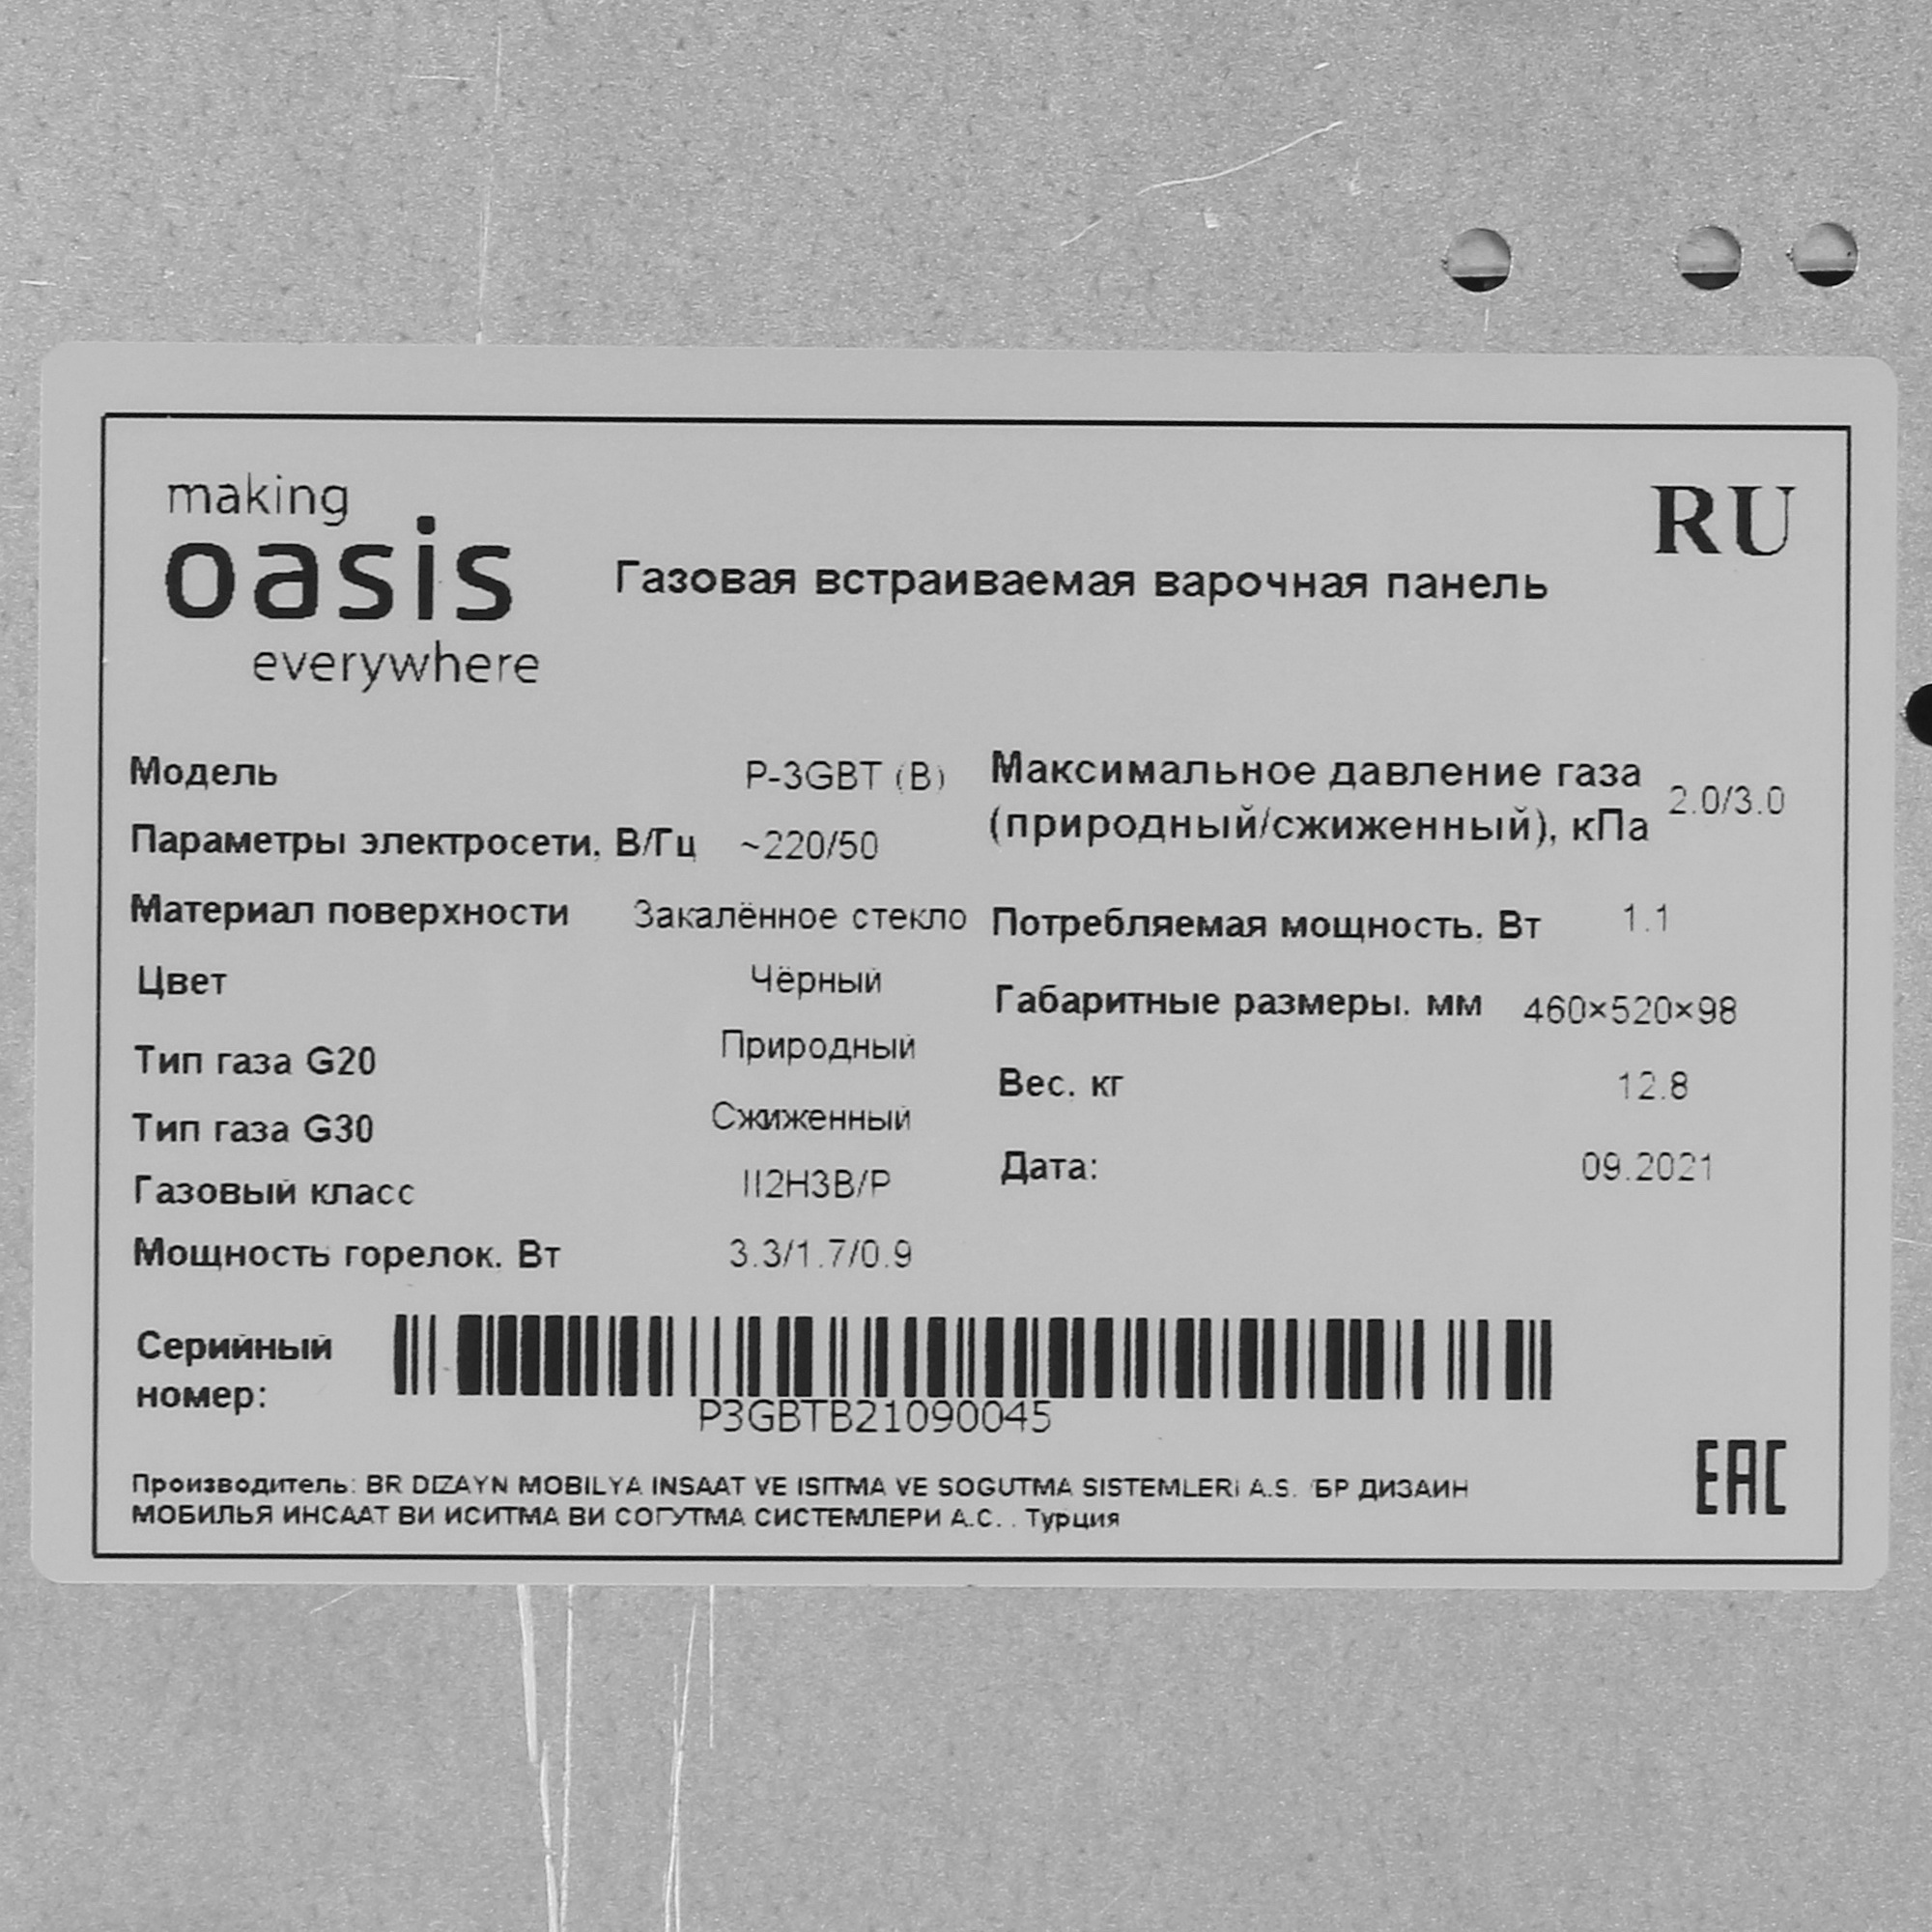 making
oasis
everywhere
RU
Газовая встраиваемая варочная панель
Модель P-3GBT (B)
Параметры электросети, В/Гц ~220/50
Материал поверхности Закалённое стекло
Цвет Чёрный
Тип газа G20 Природный
Тип газа G30 Сжиженный
Газовый класс II2H3B/P
Мощность горелок. Вт 3.3/1.7/0.9
Максимальное давление газа
(природный/сжиженный), кПа 2.0/3.0
Потребляемая мощность. Вт 1.1
Габаритные размеры. мм 460×520×98
Вес. кг 12.8
Дата: 09.2021
Серийный
номер:
P3GBTB21090045
Производитель: BR DIZAYN MOBILYA INSAAT VE ISITMA VE SOGUTMA SISTEMLERI A.S. /БР ДИЗАИН
МОБИЛЬЯ ИНСААТ ВИ ИСИТМА ВИ СОГУТМА СИСТЕМЛЕРИ А.С. . Турция
EAC